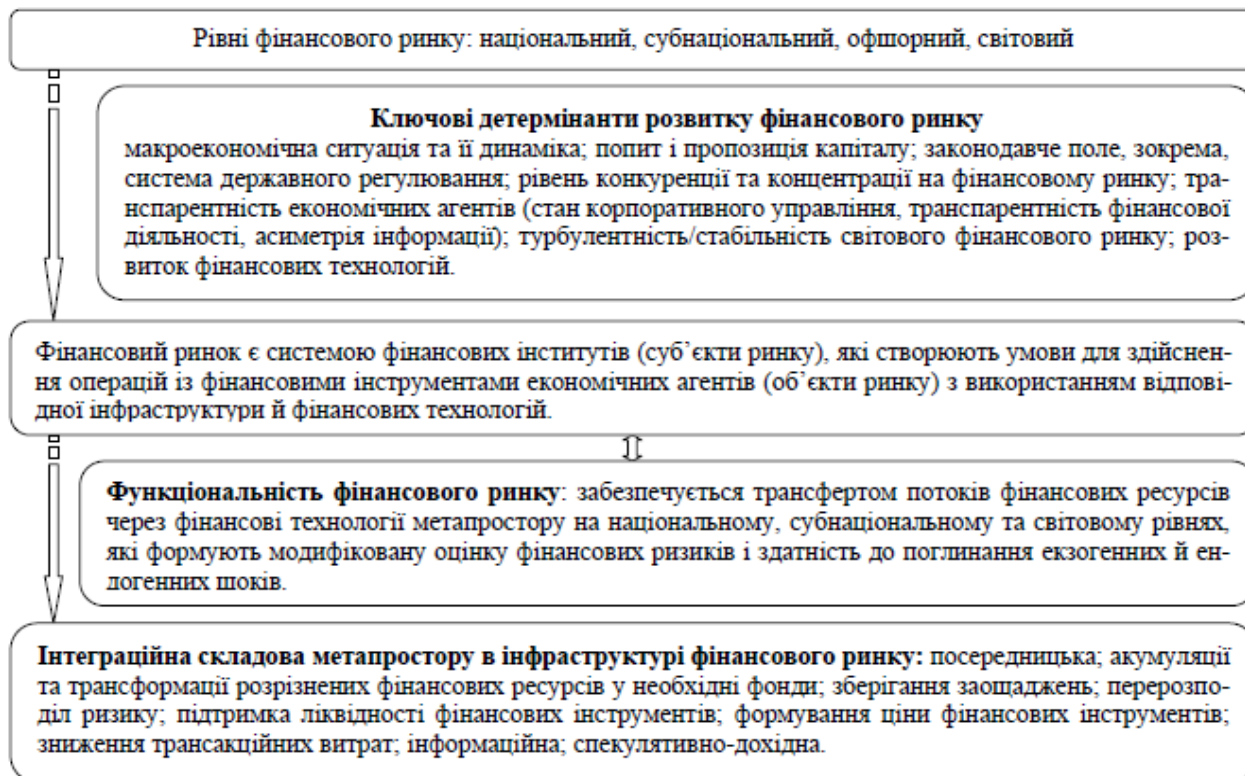 Рівні фінансового ринку: національний, субнаціональний, офшорний, світовий
Ключові детермінанти розвитку фінансового ринку
макроекономічна ситуація та її динаміка; попит і пропозиція капіталу; законодавче поле, зокрема,
система державного регулювання; рівень конкуренції та концентрації на фінансовому ринку; тра-
нспарентність економічних агентів (стан корпоративного управління, транспарентність фінансової
діяльності, асиметрія інформації); турбулентність/стабільність світового фінансового ринку; роз-
виток фінансових технологій.
Фінансовий ринок є системою фінансових інститутів (суб’єкти ринку), які створюють умови для здійснен-
ня операцій із фінансовими інструментами економічних агентів (об’єкти ринку) з використанням відпові-
дної інфраструктури й фінансових технологій.
Функціональність фінансового ринку: забезпечується трансфертом потоків фінансових ресурсів
через фінансові технології метапростору на національному, субнаціональному та світовому рівнях,
які формують модифіковану оцінку фінансових ризиків і здатність до поглинання екзогенних й ен-
догенних шоків.
Інтеграційна складова метапростору в інфраструктурі фінансового ринку: посередницька; акумуляції
та трансформації розрізнених фінансових ресурсів у необхідні фонди; зберігання заощаджень; перерозпо-
діл ризику; підтримка ліквідності фінансових інструментів; формування ціни фінансових інструментів;
зниження трансакційних витрат; інформаційна; спекулятивно-дохідна.